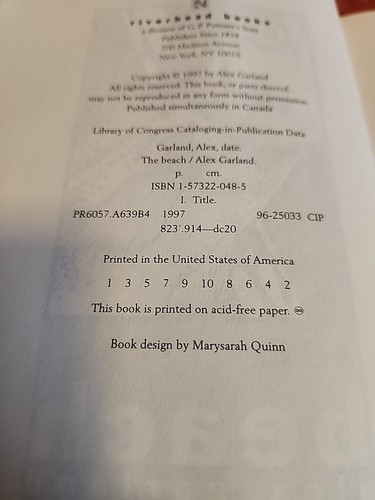 riverhead books
a division of G. P. Putnam's Sons
Publishers Since 1838
200 Madison Avenue
New York, NY 10016
Copyright © 1997 by Alex Garland
All rights reserved. This book, or parts thereof,
may not be reproduced in any form without permission.
Published simultaneously in Canada
Library of Congress Cataloging-in-Publication Data
Garland, Alex, date.
The beach / Alex Garland.
p. cm.
ISBN 1-57322-048-5
I. Title.
PR6057.A639B4 1997 96-25033 CIP
823'.914—dc20
Printed in the United States of America
1 3 5 7 9 10 8 6 4 2
This book is printed on acid-free paper. ♾
Book design by Marysarah Quinn